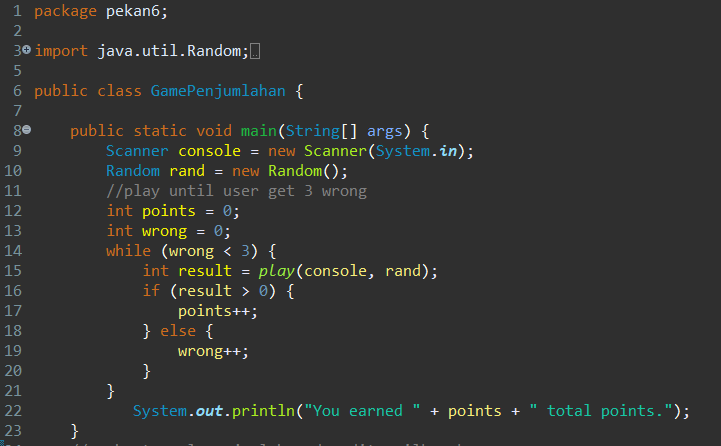 1 package pekan6;
2
3 import java.util.Random;
5
6 public class GamePenjumlahan {
7
8     public static void main(String[] args) {
9         Scanner console = new Scanner(System.in);
10         Random rand = new Random();
11         //play until user get 3 wrong
12         int points = 0;
13         int wrong = 0;
14         while (wrong < 3) {
15             int result = play(console, rand);
16             if (result > 0) {
17                 points++;
18             } else {
19                 wrong++;
20             }
21         }
22            System.out.println("You earned " + points + " total points.");
23     }